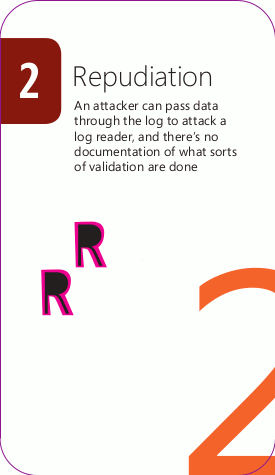 2
Repudiation
An attacker can pass data
through the log to attack a
log reader, and there's no
documentation of what sorts
of validation are done
R
R
2